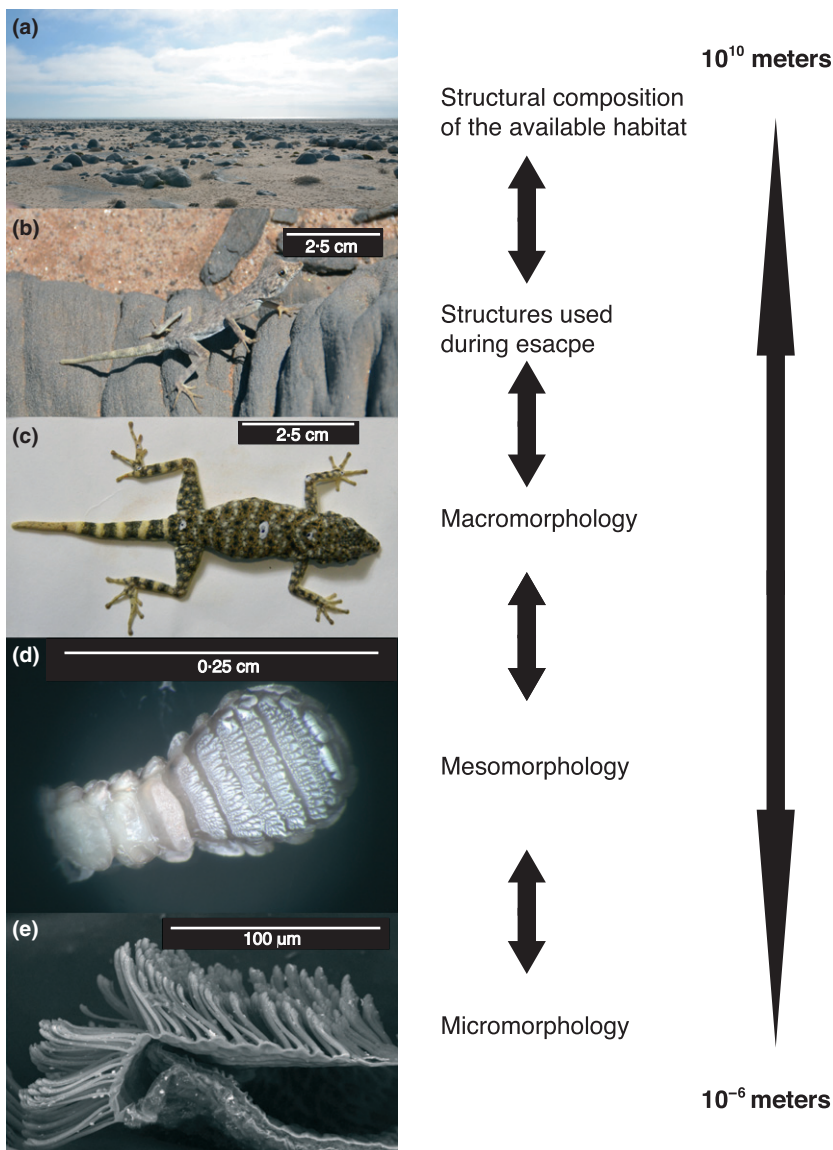 (a)
10¹⁰ meters
Structural composition
of the available habitat
(b)
2·5 cm
Structures used
during esacpe
(c)
2·5 cm
Macromorphology
(d)
0·25 cm
Mesomorphology
(e)
100 µm
Micromorphology
10⁻⁶ meters